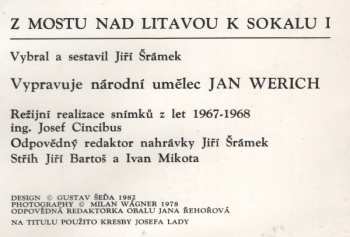 Z MOSTU NAD LITAVOU K SOKALU I
Vybral a sestavil Jiří Šrámek
Vypravuje národní umělec JAN WERICH
Režijní realizace snímků z let 1967-1968
ing. Josef Cincibus
Odpovědný redaktor nahrávky Jiří Šrámek
Střih Jiří Bartoš a Ivan Mikota
DESIGN © GUSTAV ŠEĎA 1982
PHOTOGRAPHY © MILAN WÁGNER 1978
ODPOVĚDNÁ REDAKTORKA OBALU JANA ŘEHOŘOVÁ
NA TITULU POUŽITO KRESBY JOSEFA LADY